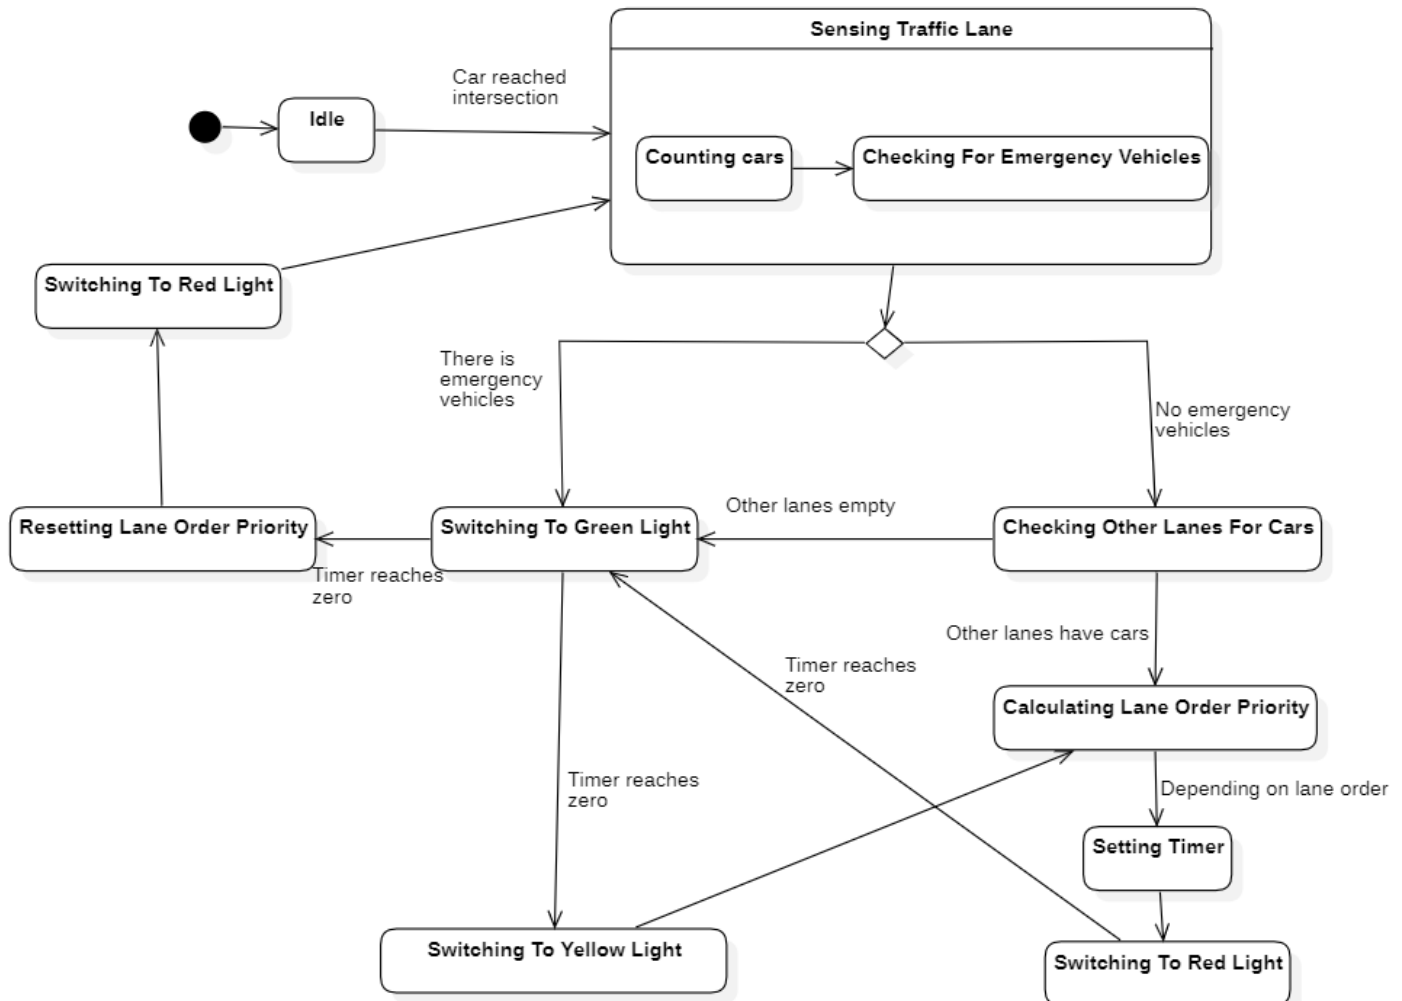 Sensing Traffic Lane
Car reached
intersection
Idle
Counting cars
Checking For Emergency Vehicles
Switching To Red Light
There is
emergency
vehicles
No emergency
vehicles
Other lanes empty
Resetting Lane Order Priority
Switching To Green Light
Checking Other Lanes For Cars
Timer reaches
zero
Other lanes have cars
Timer reaches
zero
Calculating Lane Order Priority
Timer reaches
zero
Depending on lane order
Setting Timer
Switching To Yellow Light
Switching To Red Light